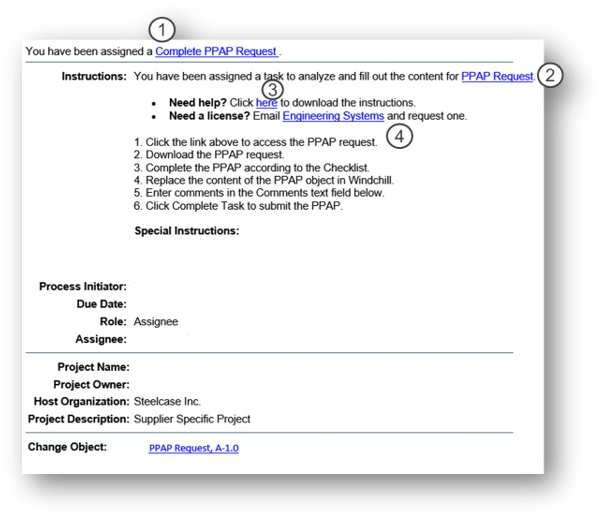 1
You have been assigned a Complete PPAP Request .
Instructions: You have been assigned a task to analyze and fill out the content for PPAP Request. 2
3
• Need help? Click here to download the instructions.
• Need a license? Email Engineering Systems and request one.
4
1. Click the link above to access the PPAP request.
2. Download the PPAP request.
3. Complete the PPAP according to the Checklist.
4. Replace the content of the PPAP object in Windchill.
5. Enter comments in the Comments text field below.
6. Click Complete Task to submit the PPAP.
Special Instructions:
Process Initiator:
Due Date:
Role: Assignee
Assignee:
Project Name:
Project Owner:
Host Organization: Steelcase Inc.
Project Description: Supplier Specific Project
Change Object: PPAP Request, A-1.0